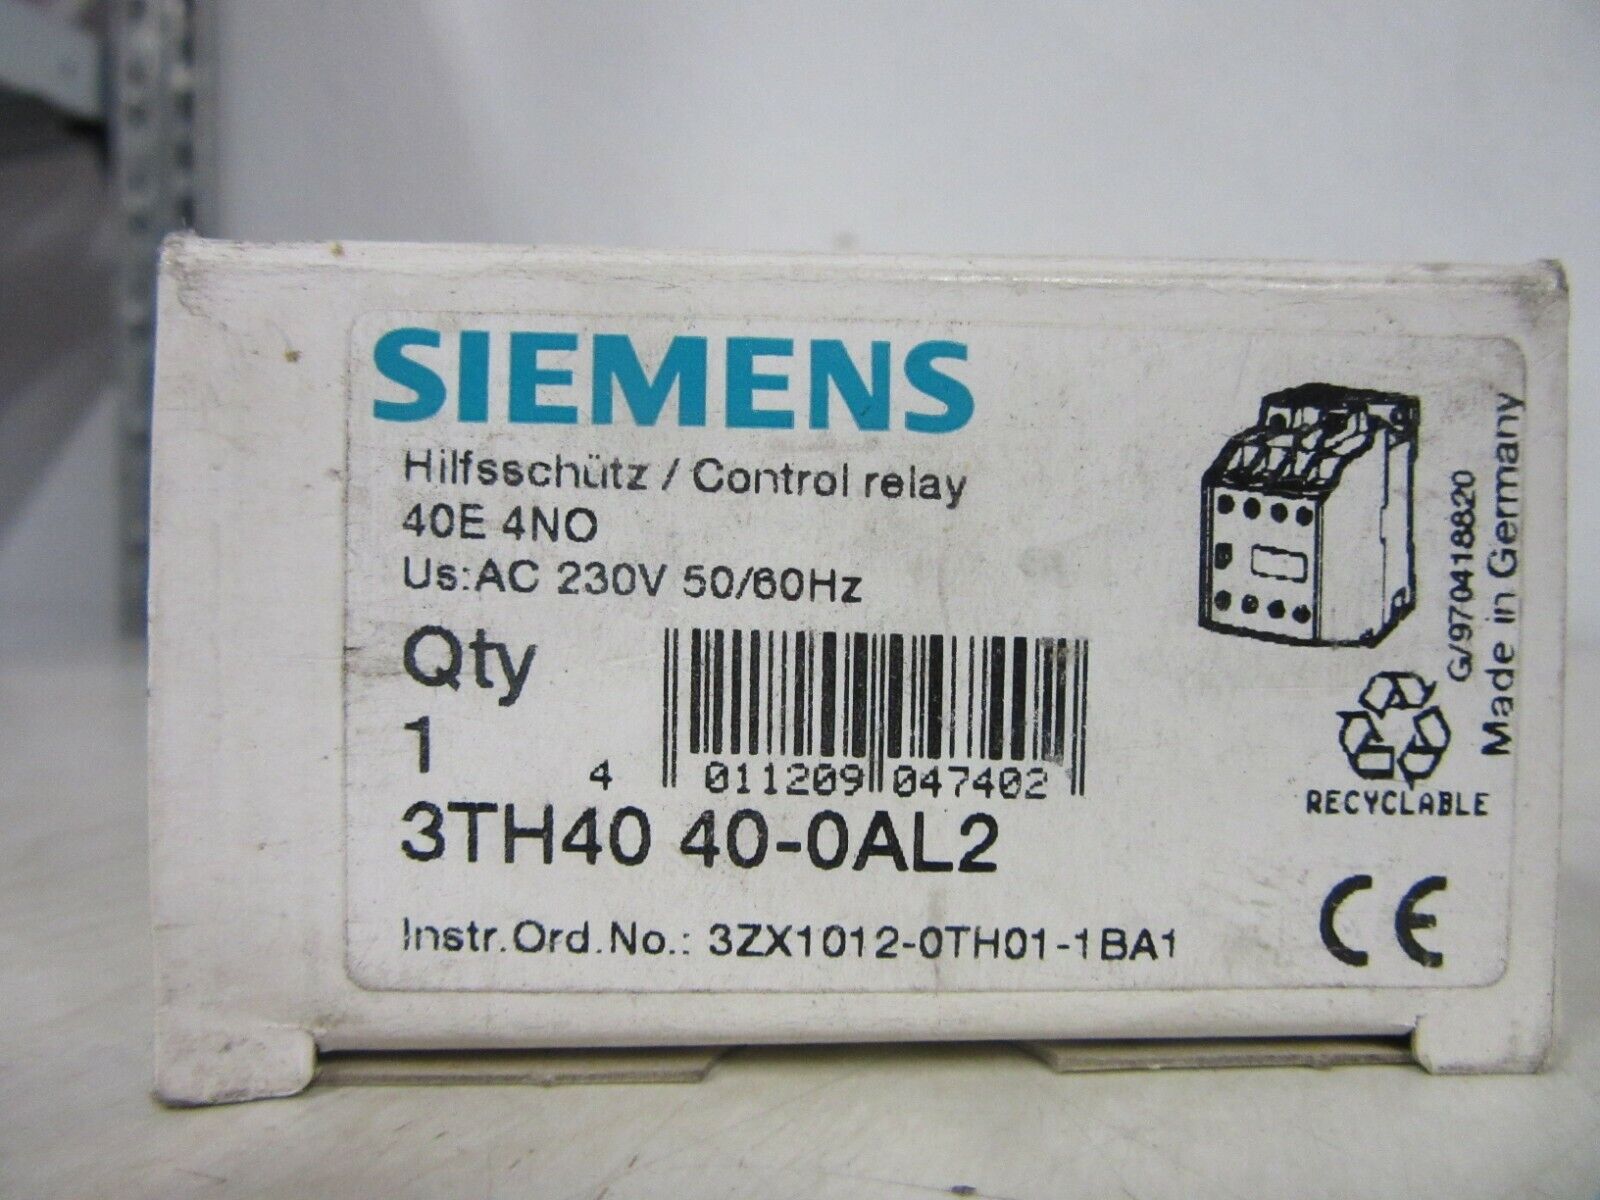 SIEMENS
Hilfsschütz / Control relay
40E 4NO
Us:AC 230V 50/60Hz
Qty
1
4 011209 047402
3TH40 40-0AL2
Instr.Ord.No.: 3ZX1012-0TH01-1BA1
G/970418820
Made in Germany
RECYCLABLE
CE